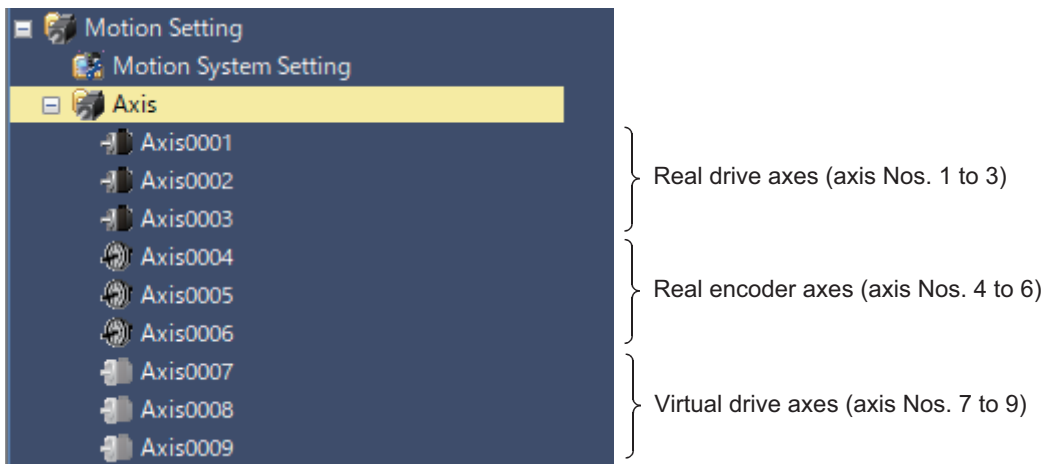 Motion Setting
Motion System Setting
Axis
Axis0001
Axis0002
Axis0003
Real drive axes (axis Nos. 1 to 3)
Axis0004
Axis0005
Axis0006
Real encoder axes (axis Nos. 4 to 6)
Axis0007
Axis0008
Axis0009
Virtual drive axes (axis Nos. 7 to 9)